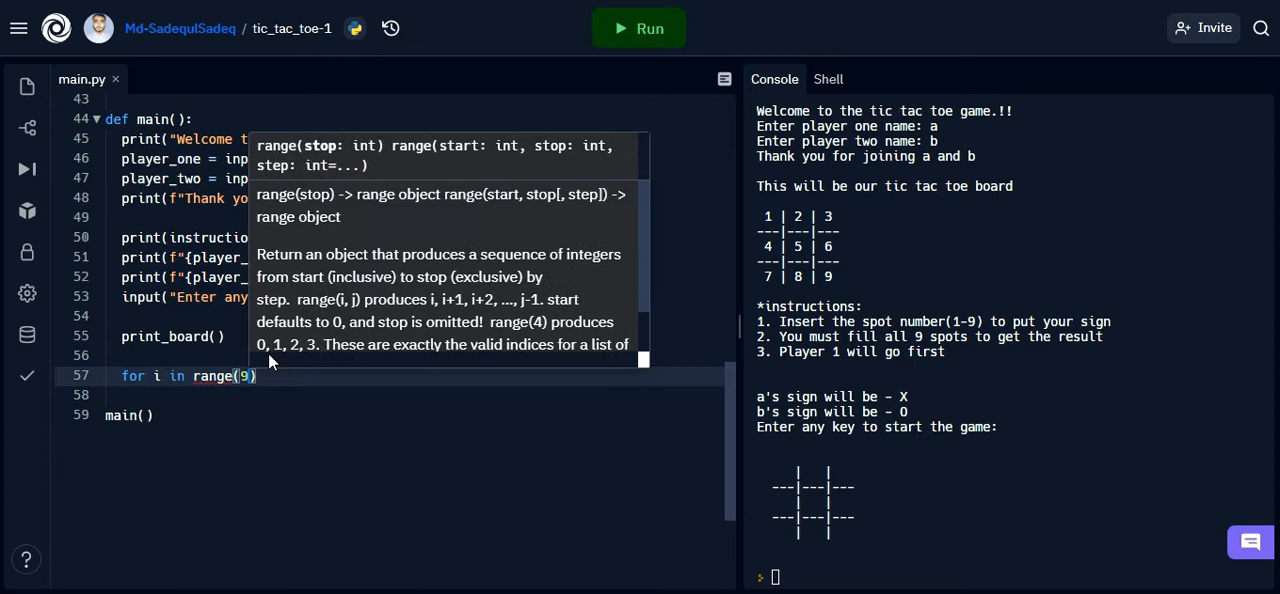 Md-SadequlSadeq / tic_tac_toe-1
Run
Invite
main.py ×
43
44 def main():
45 print("Welcome t
46 player_one = inp
47 player_two = inp
48 print(f"Thank yo
49
50 print(instructio
51 print(f"{player_
52 print(f"{player_
53 input("Enter any
54
55 print_board()
56
57 for i in range(9)
58
59 main()
range(stop: int) range(start: int, stop: int,
step: int=...)
range(stop) -> range object range(start, stop[, step]) ->
range object
Return an object that produces a sequence of integers
from start (inclusive) to stop (exclusive) by
step. range(i, j) produces i, i+1, i+2, ..., j-1. start
defaults to 0, and stop is omitted! range(4) produces
0, 1, 2, 3. These are exactly the valid indices for a list of
?
Console Shell
Welcome to the tic tac toe game.!!
Enter player one name: a
Enter player two name: b
Thank you for joining a and b
This will be our tic tac toe board
1 | 2 | 3
---|---|---
4 | 5 | 6
---|---|---
7 | 8 | 9
*instructions:
1. Insert the spot number(1-9) to put your sign
2. You must fill all 9 spots to get the result
3. Player 1 will go first
a's sign will be - X
b's sign will be - O
Enter any key to start the game:
| |
---|---|---
| |
---|---|---
| |